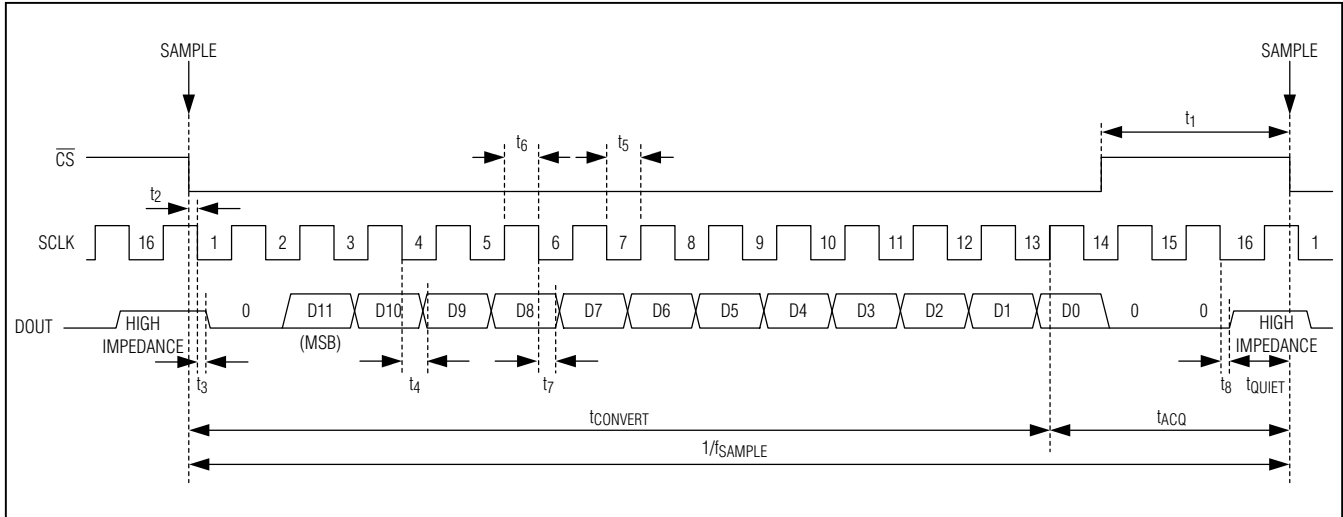 SAMPLE SAMPLE
t1
CS t6 t5
t2
SCLK 16 1 2 3 4 5 6 7 8 9 10 11 12 13 14 15 16 1
DOUT HIGH IMPEDANCE 0 D11 (MSB) D10 D9 D8 D7 D6 D5 D4 D3 D2 D1 D0 0 0 HIGH IMPEDANCE
t3 t4 t7 t8 tQUIET
tCONVERT tACQ
1/fSAMPLE